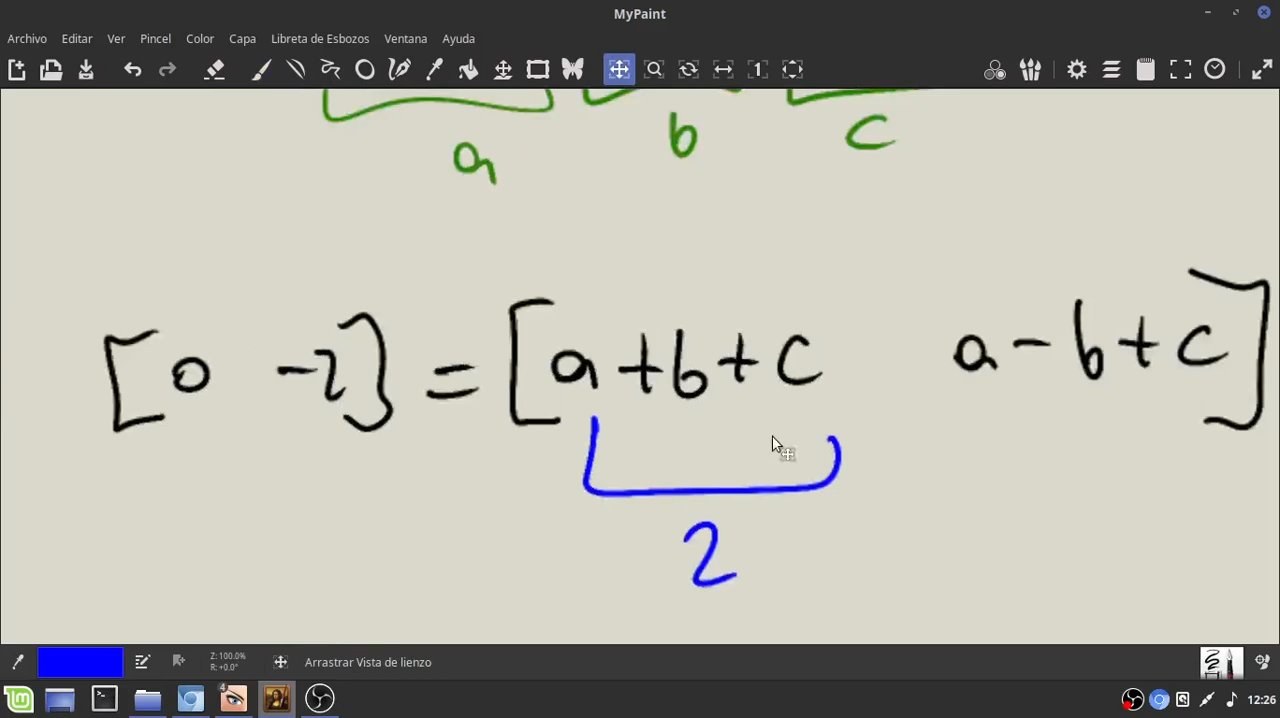 MyPaint
Archivo Editar Ver Pincel Color Capa Libreta de Esbozos Ventana Ayuda
a b c
[0 -2] = [a+b+c a-b+c]
2
Z: 100.0%
R: +0.0°
Arrastrar Vista de lienzo
4
12:26